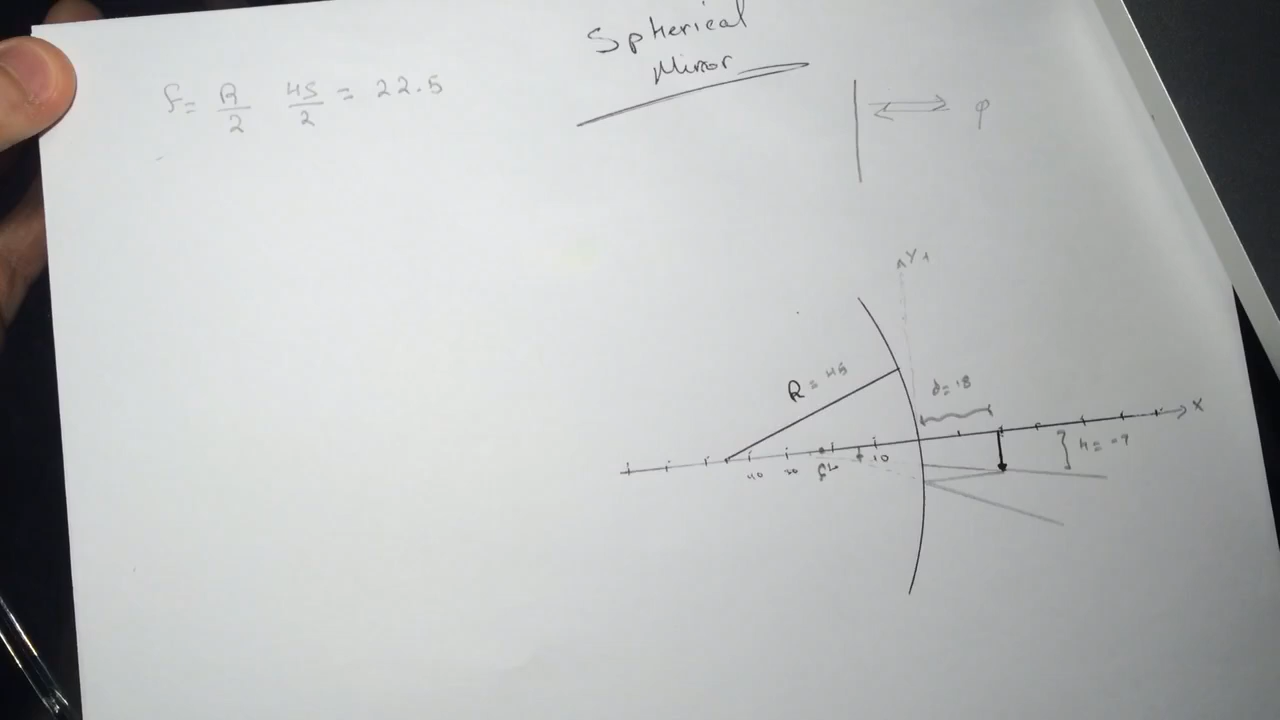 Spherical
Mirror
f= R/2 45/2 = 22.5
φ
Y+
R = 45
d= 18
X
h= -7
40 30 f 10